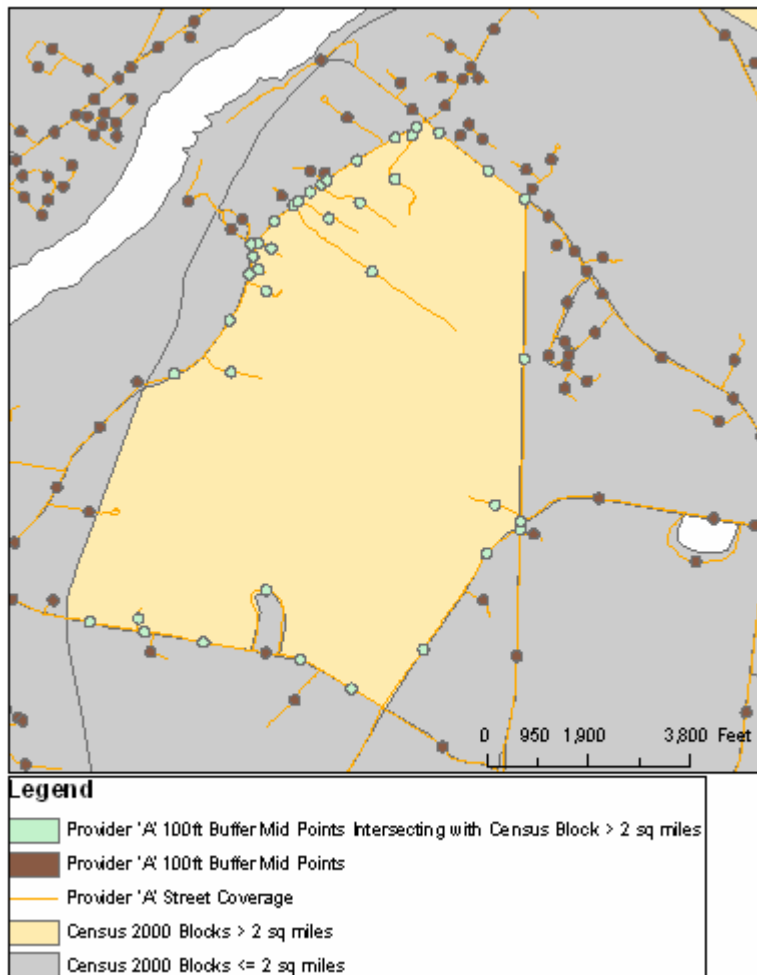 0 950 1,900 3,800 Feet
Legend
Provider 'A' 100ft Buffer Mid Points Intersecting with Census Block > 2 sq miles
Provider 'A' 100ft Buffer Mid Points
Provider 'A' Street Coverage
Census 2000 Blocks > 2 sq miles
Census 2000 Blocks <= 2 sq miles